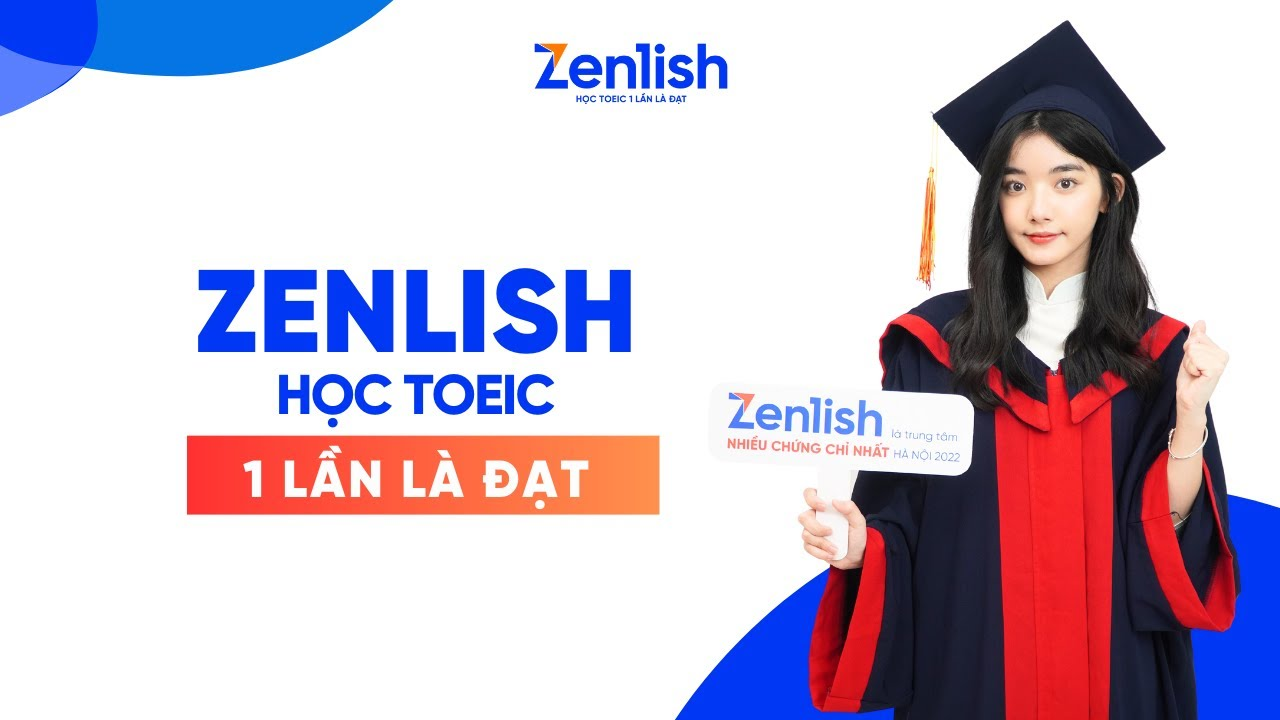 Zenlish
HỌC TOEIC 1 LẦN LÀ ĐẠT
ZENLISH
HỌC TOEIC
1 LẦN LÀ ĐẠT
Zenlish là trung tâm
NHIỀU CHỨNG CHỈ NHẤT HÀ NỘI 2022